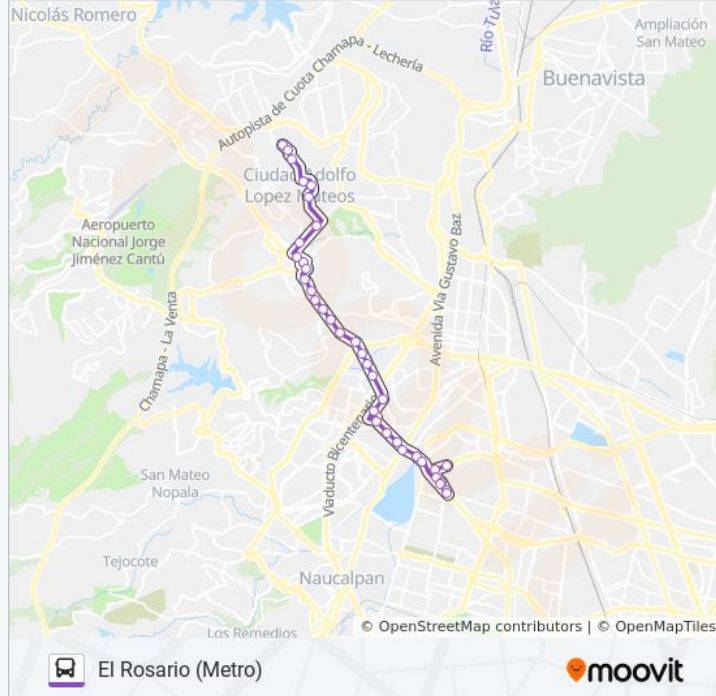 Nicolás Romero
Ampliación
San Mateo
Río Tula
Autopista de Cuota Chamapa - Lechería
Buenavista
Ciudad Adolfo
Lopez Mateos
Aeropuerto
Nacional Jorge
Jiménez Cantú
Avenida Vía Gustavo Baz
Chamapa - La Venta
Viaducto Bicentenario
San Mateo
Nopala
Tejocote
Naucalpan
Los Remedios
© OpenStreetMap contributors | © OpenMapTiles
El Rosario (Metro)
moovit